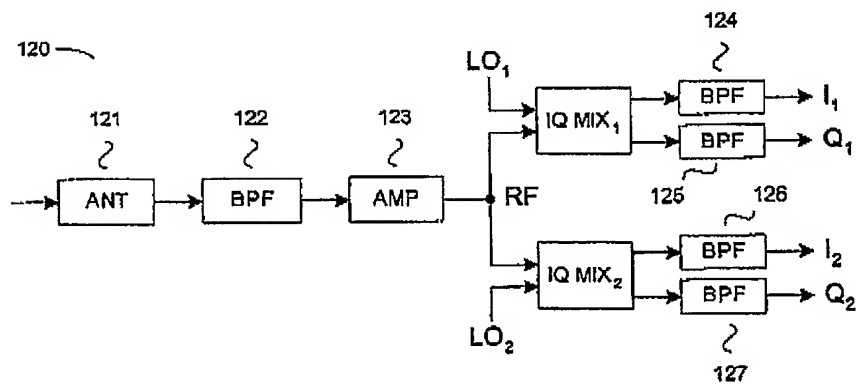 120
121
122
123
ANT
BPF
AMP
RF
LO1
IQ MIX1
124
BPF
I1
BPF
Q1
125
126
LO2
IQ MIX2
BPF
I2
BPF
Q2
127